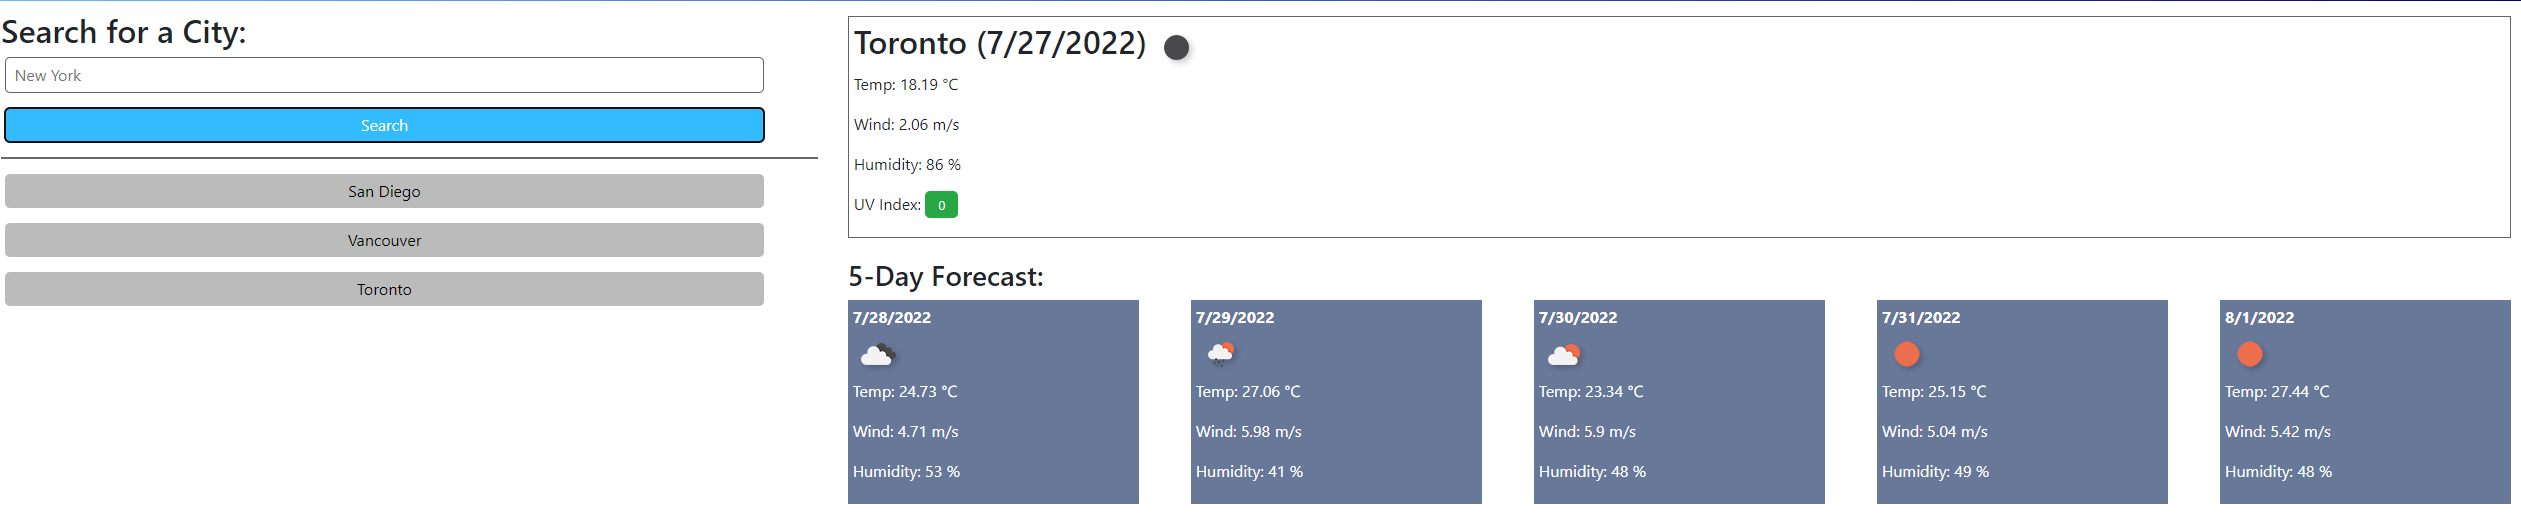 Search for a City:
New York
Search
San Diego
Vancouver
Toronto
Toronto (7/27/2022)
Temp: 18.19 °C
Wind: 2.06 m/s
Humidity: 86 %
UV Index: 0
5-Day Forecast:
7/28/2022
Temp: 24.73 °C
Wind: 4.71 m/s
Humidity: 53 %
7/29/2022
Temp: 27.06 °C
Wind: 5.98 m/s
Humidity: 41 %
7/30/2022
Temp: 23.34 °C
Wind: 5.9 m/s
Humidity: 48 %
7/31/2022
Temp: 25.15 °C
Wind: 5.04 m/s
Humidity: 49 %
8/1/2022
Temp: 27.44 °C
Wind: 5.42 m/s
Humidity: 48 %